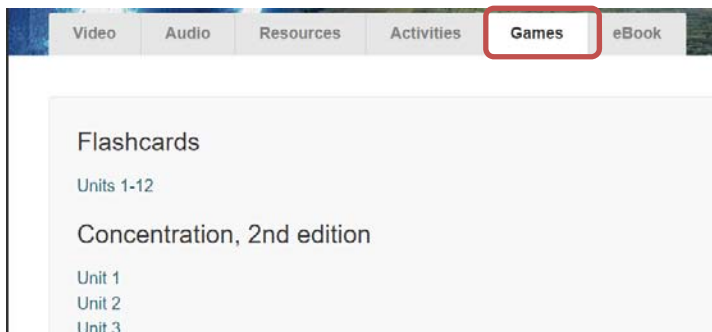 Video Audio Resources Activities Games eBook
Flashcards
Units 1-12
Concentration, 2nd edition
Unit 1
Unit 2
Unit 3